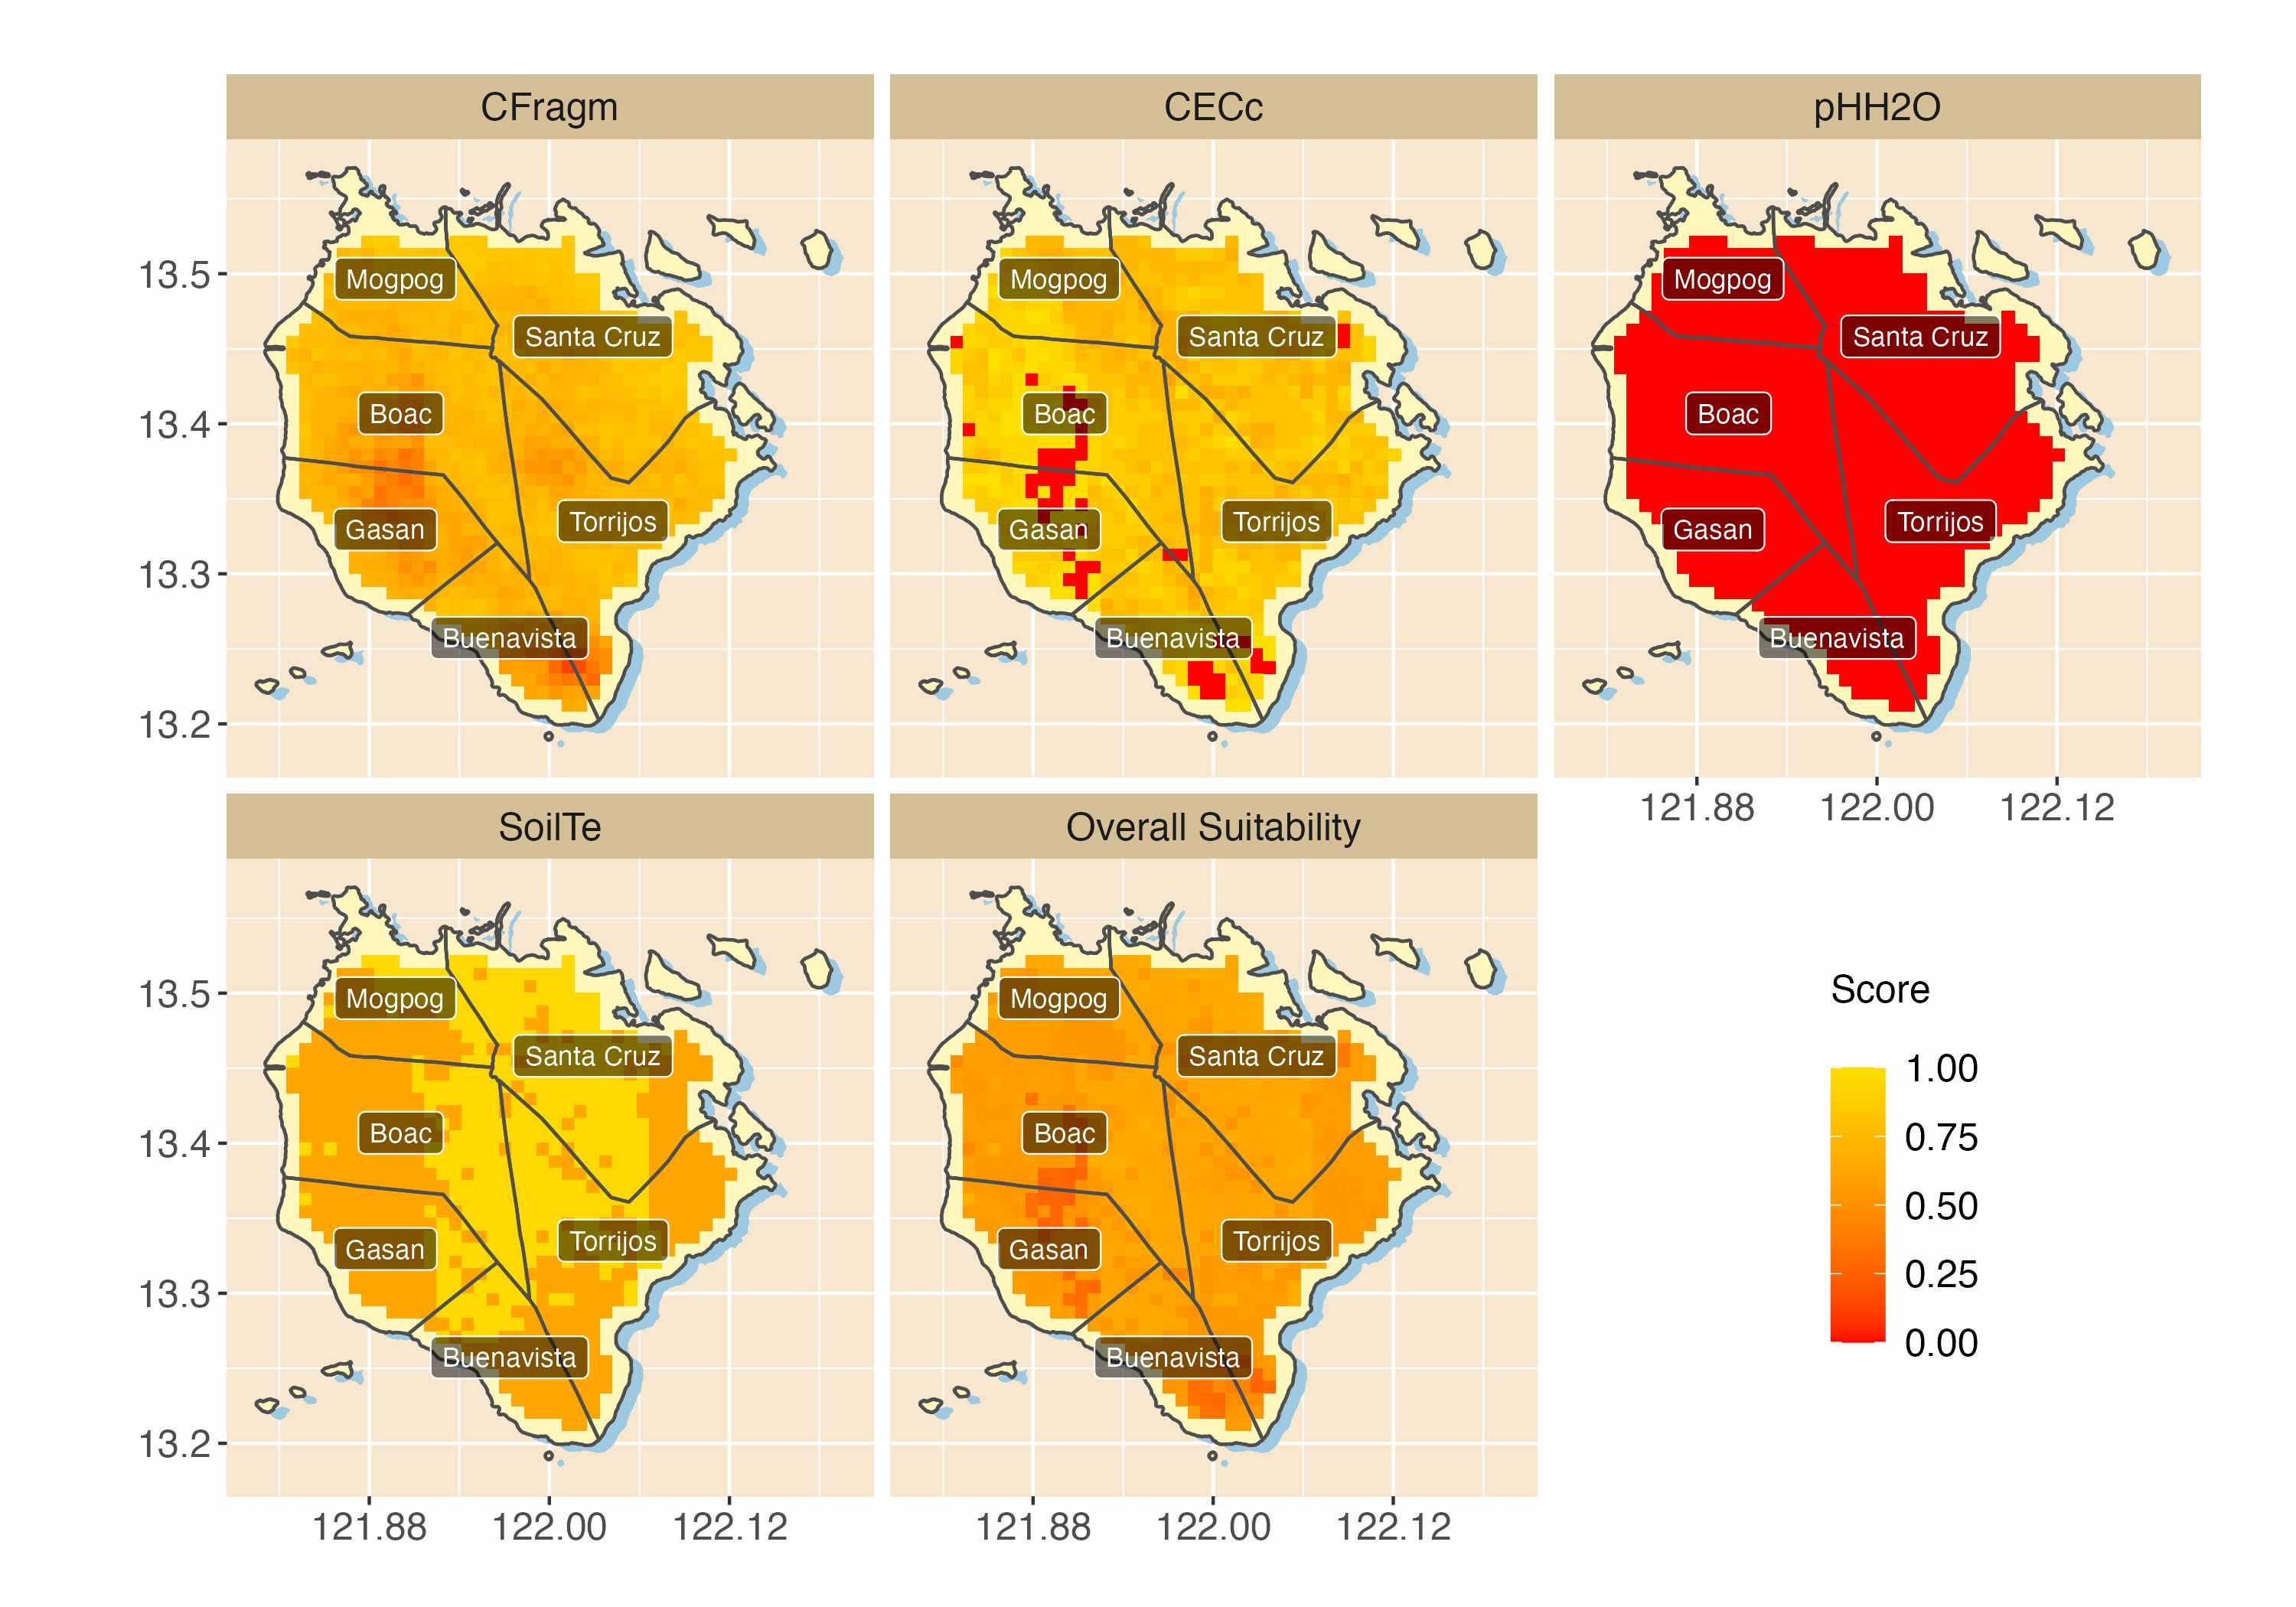 CFragm
CECc
pHH2O
13.5
13.4
13.3
13.2
Mogpog
Santa Cruz
Boac
Gasan
Torrijos
Buenavista
Mogpog
Santa Cruz
Boac
Gasan
Torrijos
Buenavista
Mogpog
Santa Cruz
Boac
Gasan
Torrijos
Buenavista
121.88 122.00 122.12
SoilTe
Overall Suitability
13.5
13.4
13.3
13.2
Mogpog
Santa Cruz
Boac
Gasan
Torrijos
Buenavista
121.88 122.00 122.12
Mogpog
Santa Cruz
Boac
Gasan
Torrijos
Buenavista
121.88 122.00 122.12
Score
1.00
0.75
0.50
0.25
0.00